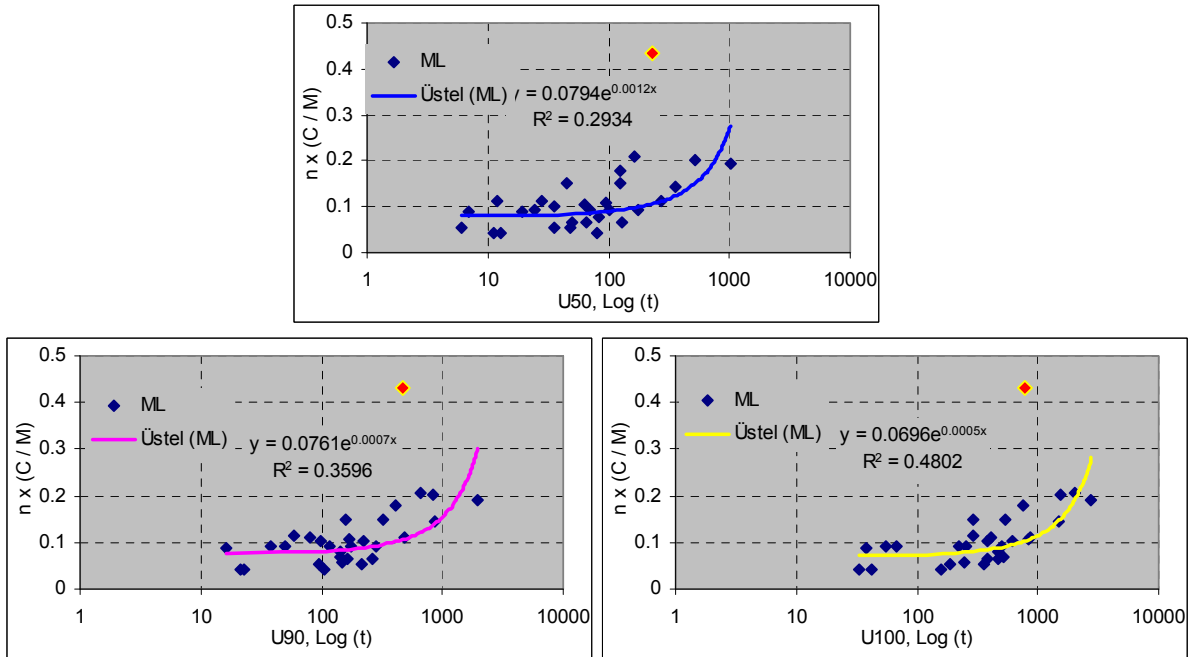 0.5
0.4
0.3
0.2
0.1
0
n x (C / M)
ML
Üstel (ML)
y = 0.0794e^0.0012x
R² = 0.2934
1 10 100 1000 10000
U50, Log (t)
0.5
0.4
0.3
0.2
0.1
0
n x (C / M)
ML
Üstel (ML)
y = 0.0761e^0.0007x
R² = 0.3596
1 10 100 1000 10000
U90, Log (t)
0.5
0.4
0.3
0.2
0.1
0
n x (C / M)
ML
Üstel (ML)
y = 0.0696e^0.0005x
R² = 0.4802
1 10 100 1000 10000
U100, Log (t)